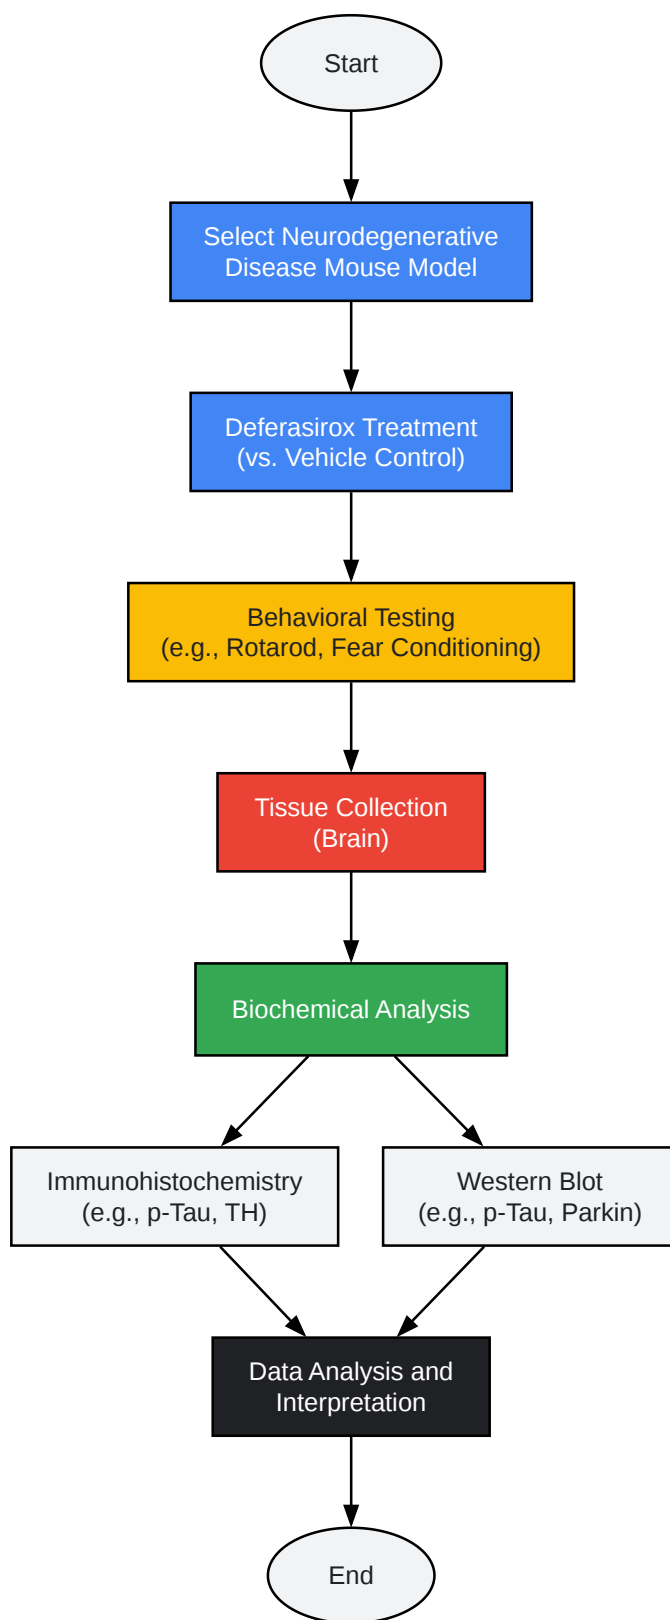 Start
Select Neurodegenerative
Disease Mouse Model
Deferasirox Treatment
(vs. Vehicle Control)
Behavioral Testing
(e.g., Rotarod, Fear Conditioning)
Tissue Collection
(Brain)
Biochemical Analysis
Immunohistochemistry
(e.g., p-Tau, TH)
Western Blot
(e.g., p-Tau, Parkin)
Data Analysis and
Interpretation
End